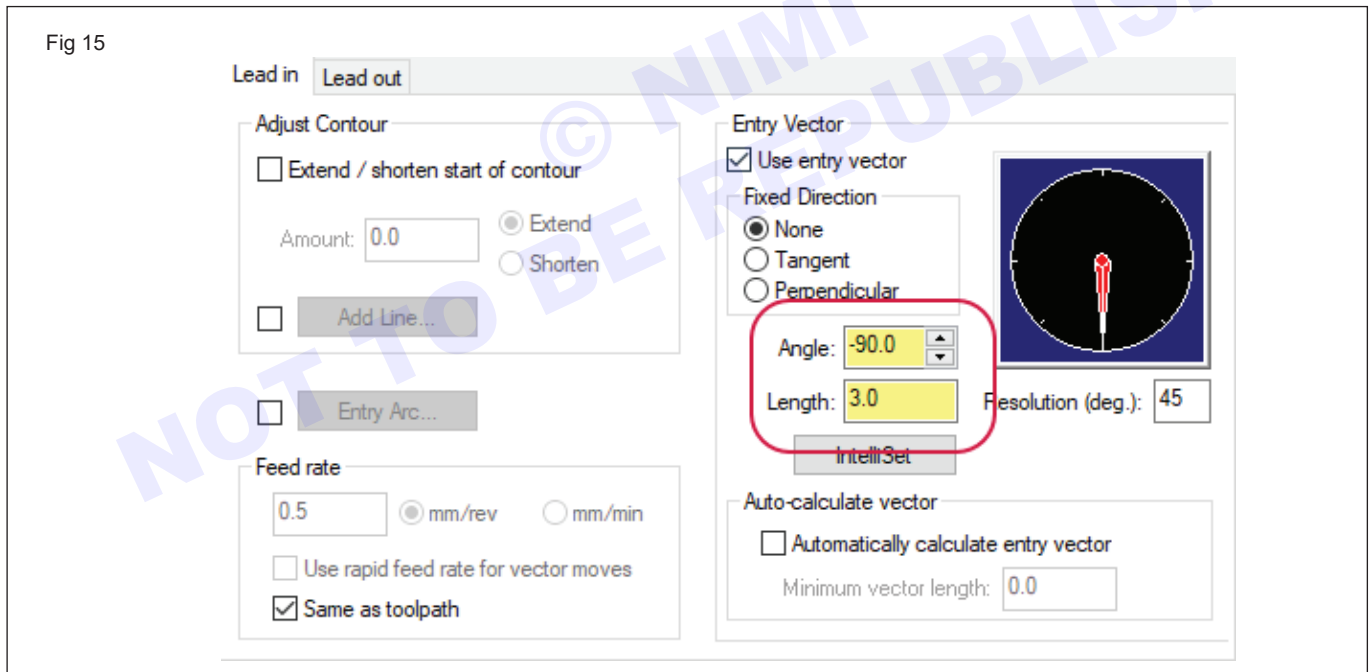 Fig 15
Lead in
Lead out
Adjust Contour
Extend / shorten start of contour
Amount: 0.0
Extend
Shorten
Add Line...
Entry Arc...
Feed rate
0.5
mm/rev
mm/min
Use rapid feed rate for vector moves
Same as toolpath
Entry Vector
Use entry vector
Fixed Direction
None
Tangent
Perpendicular
Angle: -90.0
Length: 3.0
Resolution (deg.): 45
IntelliSet
Auto-calculate vector
Automatically calculate entry vector
Minimum vector length: 0.0
© NIMI
NOT TO BE REPUBLIS